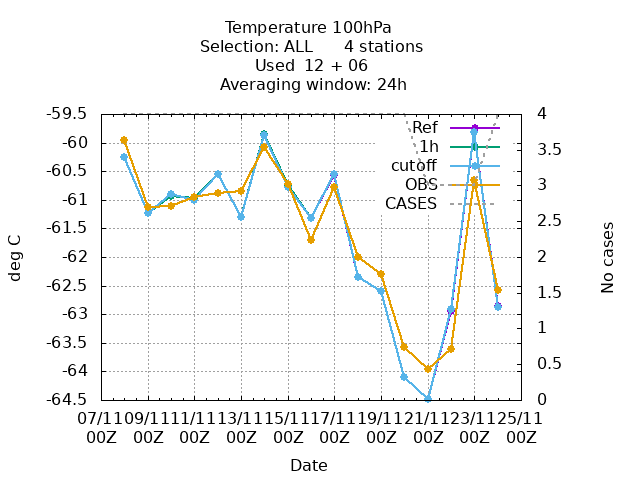 Temperature 100hPa
Selection: ALL      4 stations
Used  12 + 06
Averaging window: 24h
-59.5
-60
-60.5
-61
-61.5
-62
-62.5
-63
-63.5
-64
-64.5
deg C
4
3.5
3
2.5
2
1.5
1
0.5
0
No cases
Ref
1h
cutoff
OBS
CASES
07/11 09/11 11/11 13/11 15/11 17/11 19/11 21/11 23/11 25/11
00Z 00Z 00Z 00Z 00Z 00Z 00Z 00Z 00Z 00Z
Date